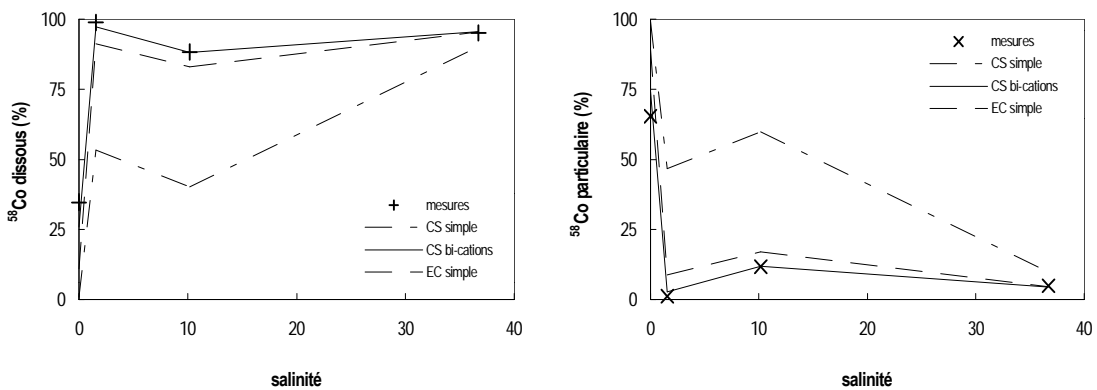 100
75
50
25
0
⁵⁸Co dissous (%)
mesures
CS simple
CS bi-cations
EC simple
0 10 20 30 40
salinité
100
75
50
25
0
⁵⁸Co particulaire (%)
mesures
CS simple
CS bi-cations
EC simple
0 10 20 30 40
salinité